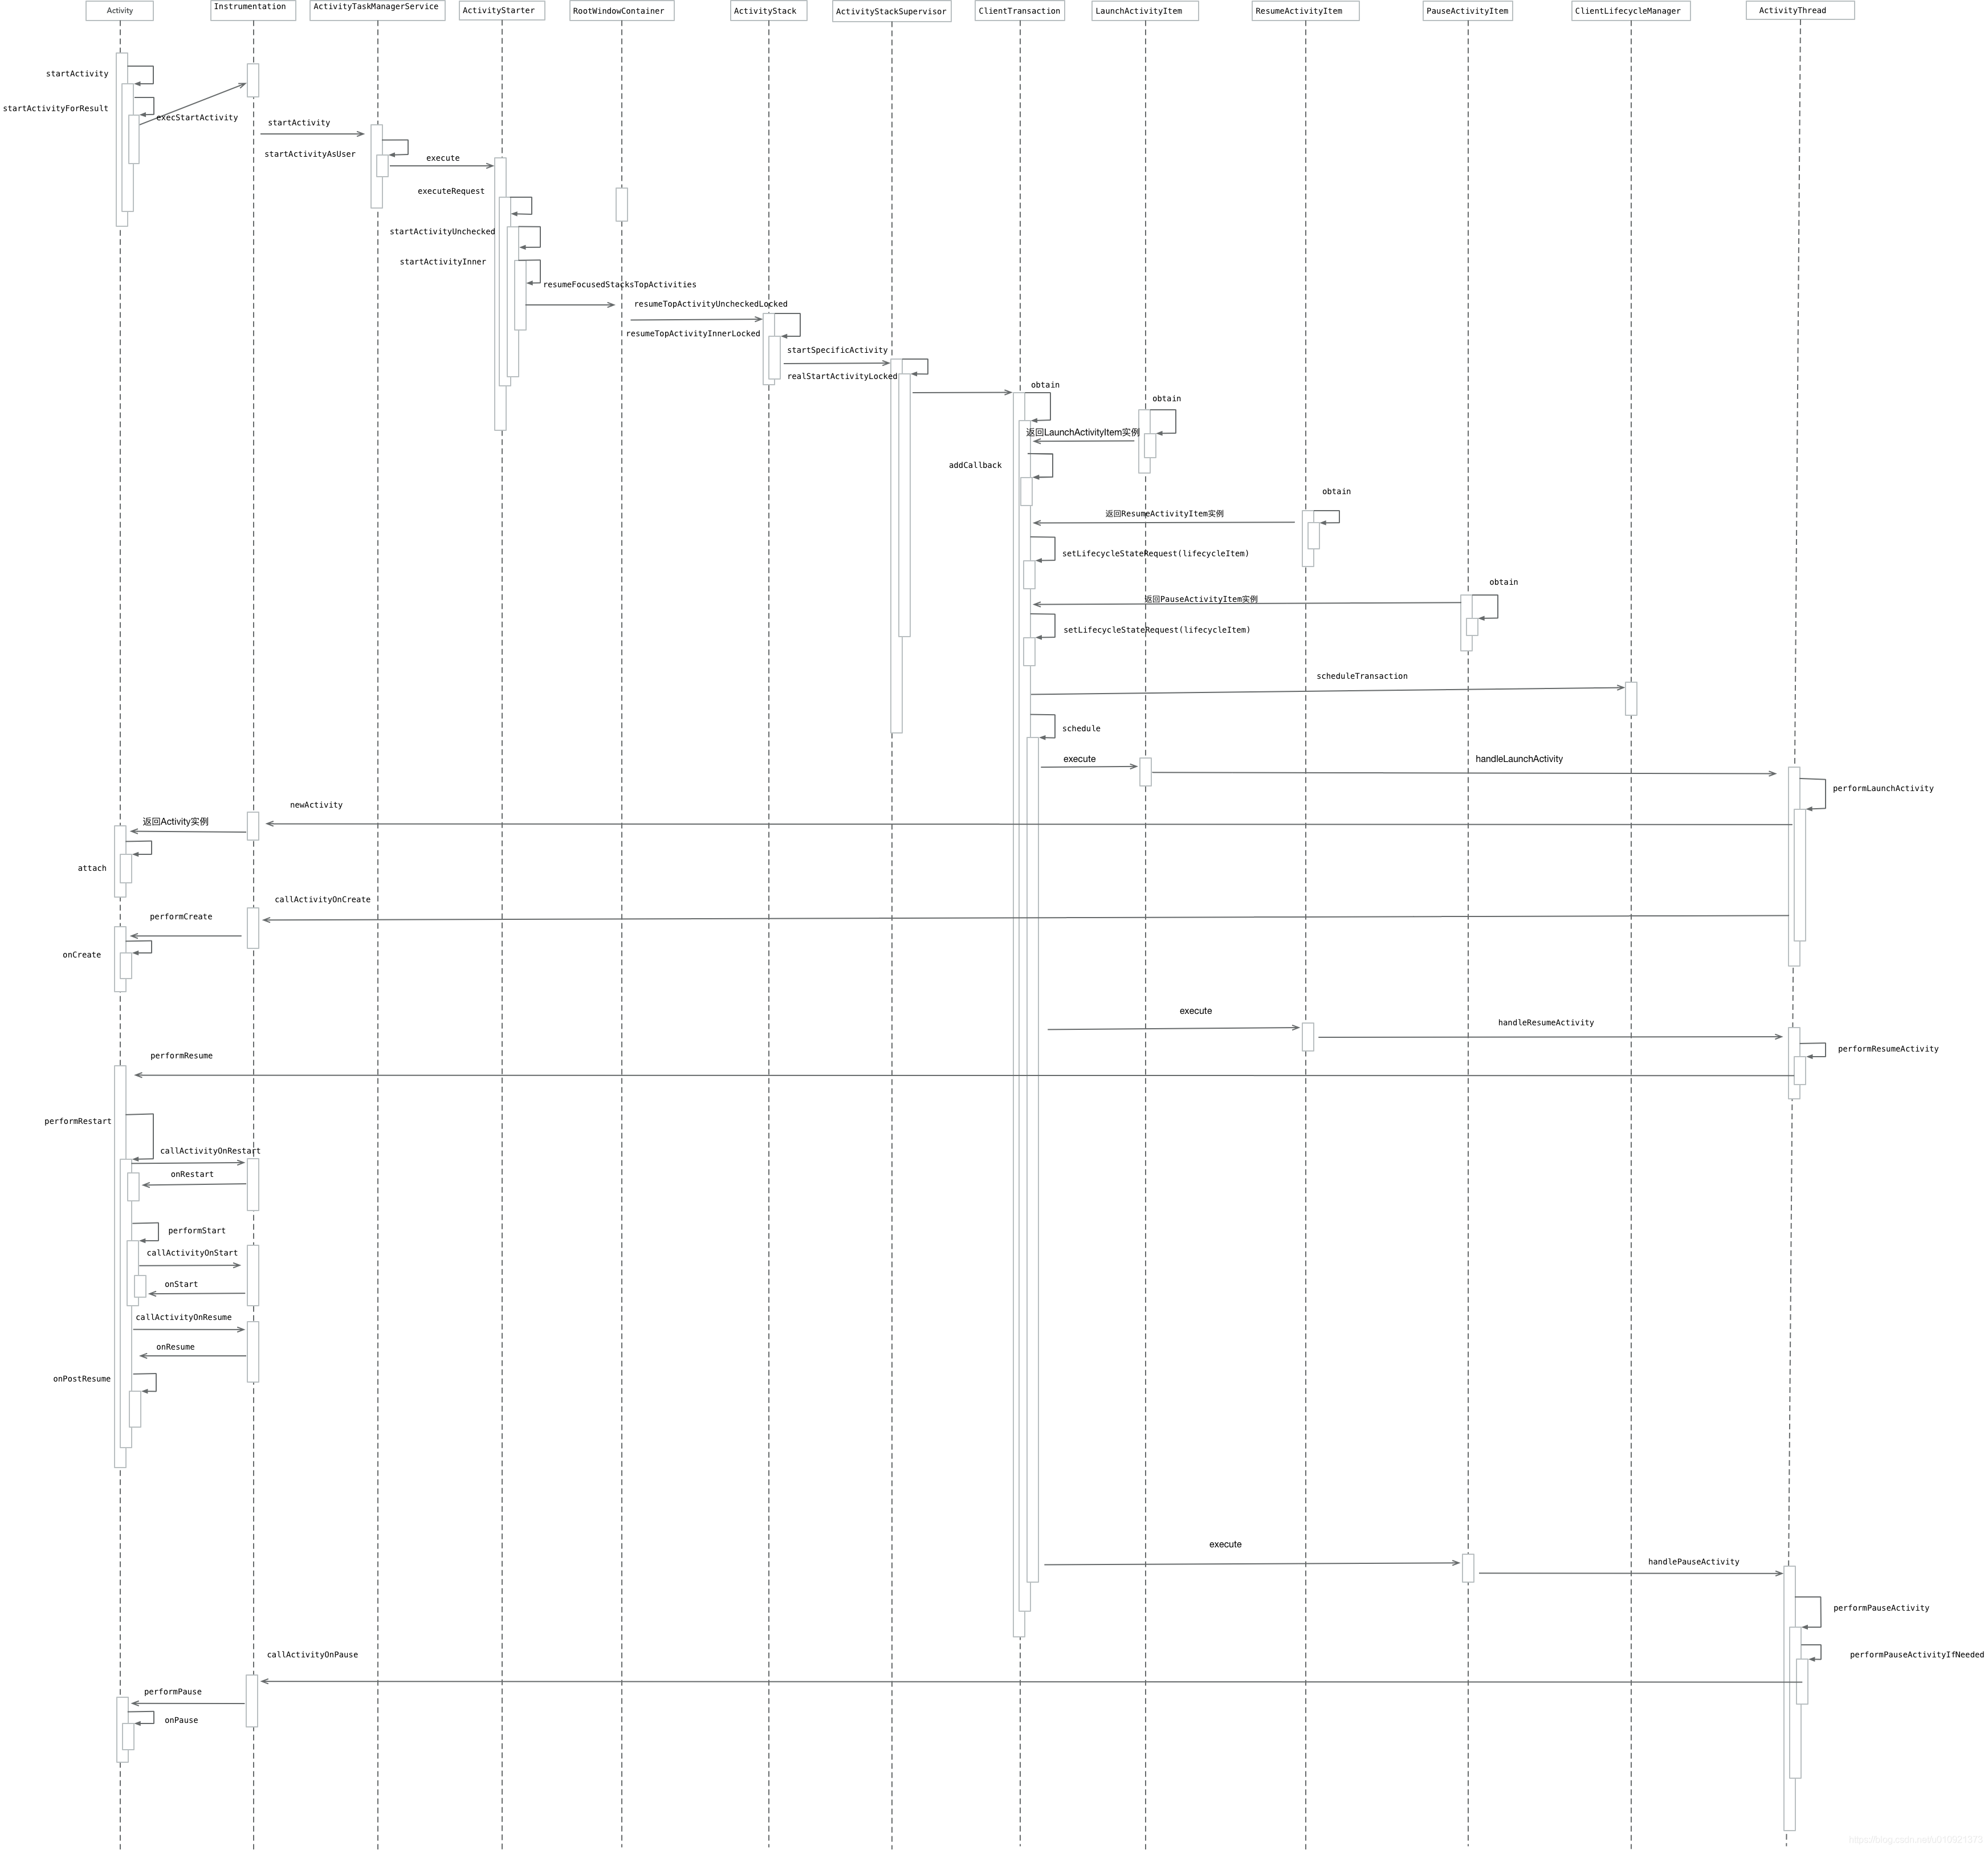 Activity
Instrumentation
ActivityTaskManagerService
ActivityStarter
RootWindowContainer
ActivityStack
ActivityStackSupervisor
ClientTransaction
LaunchActivityItem
ResumeActivityItem
PauseActivityItem
ClientLifecycleManager
ActivityThread
startActivity
startActivityForResult
execStartActivity
startActivity
startActivityAsUser
execute
executeRequest
startActivityUnchecked
startActivityInner
resumeFocusedStacksTopActivities
resumeTopActivityUncheckedLocked
resumeTopActivityInnerLocked
startSpecificActivity
realStartActivityLocked
obtain
obtain
返回LaunchActivityItem实例
addCallback
obtain
返回ResumeActivityItem实例
setLifecycleStateRequest(lifecycleItem)
obtain
返回PauseActivityItem实例
setLifecycleStateRequest(lifecycleItem)
scheduleTransaction
schedule
execute
handleLaunchActivity
performLaunchActivity
newActivity
返回Activity实例
attach
callActivityOnCreate
performCreate
onCreate
execute
handleResumeActivity
performResumeActivity
performResume
performRestart
callActivityOnRestart
onRestart
performStart
callActivityOnStart
onStart
callActivityOnResume
onResume
onPostResume
execute
handlePauseActivity
performPauseActivity
performPauseActivityIfNeeded
callActivityOnPause
performPause
onPause